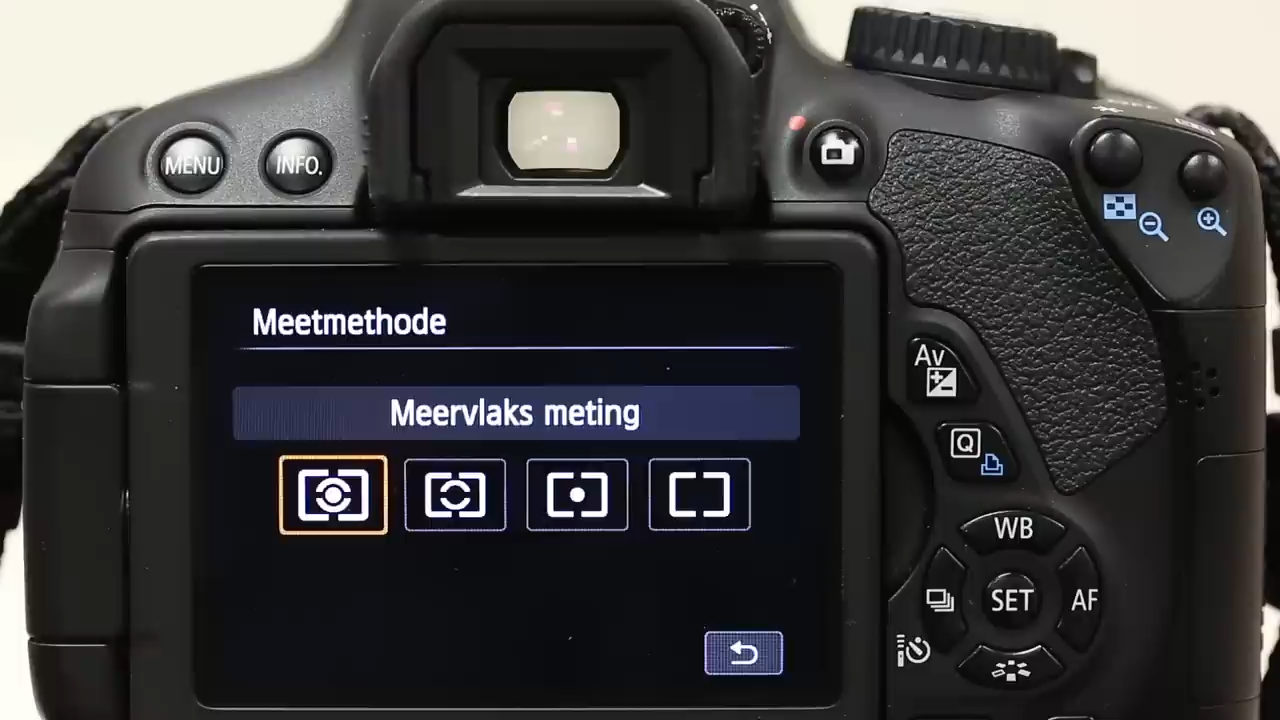 MENU
INFO.
Meetmethode
Meervlaks meting
Av
Q
WB
SET
AF